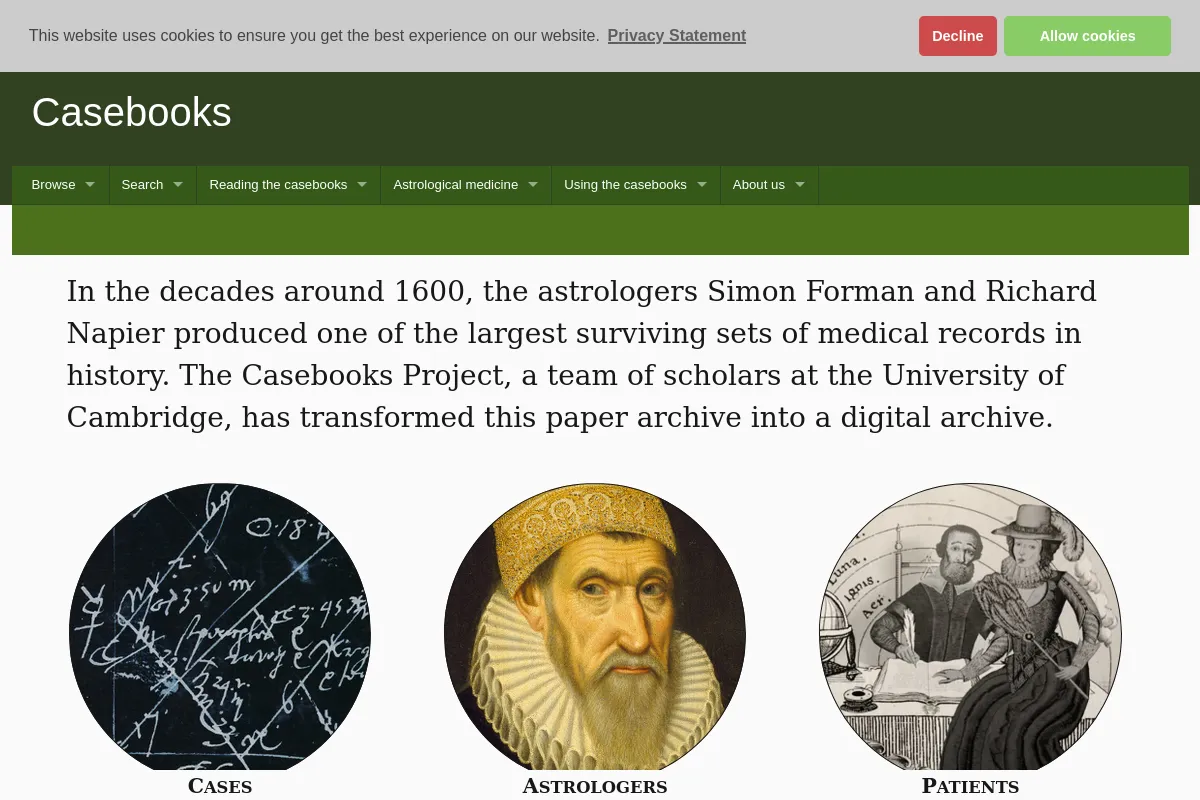 This website uses cookies to ensure you get the best experience on our website. Privacy Statement
Decline
Allow cookies
Casebooks
Browse
Search
Reading the casebooks
Astrological medicine
Using the casebooks
About us
In the decades around 1600, the astrologers Simon Forman and Richard
Napier produced one of the largest surviving sets of medical records in
history. The Casebooks Project, a team of scholars at the University of
Cambridge, has transformed this paper archive into a digital archive.
Luna.
Ignis.
Aer.
Cases
Astrologers
Patients